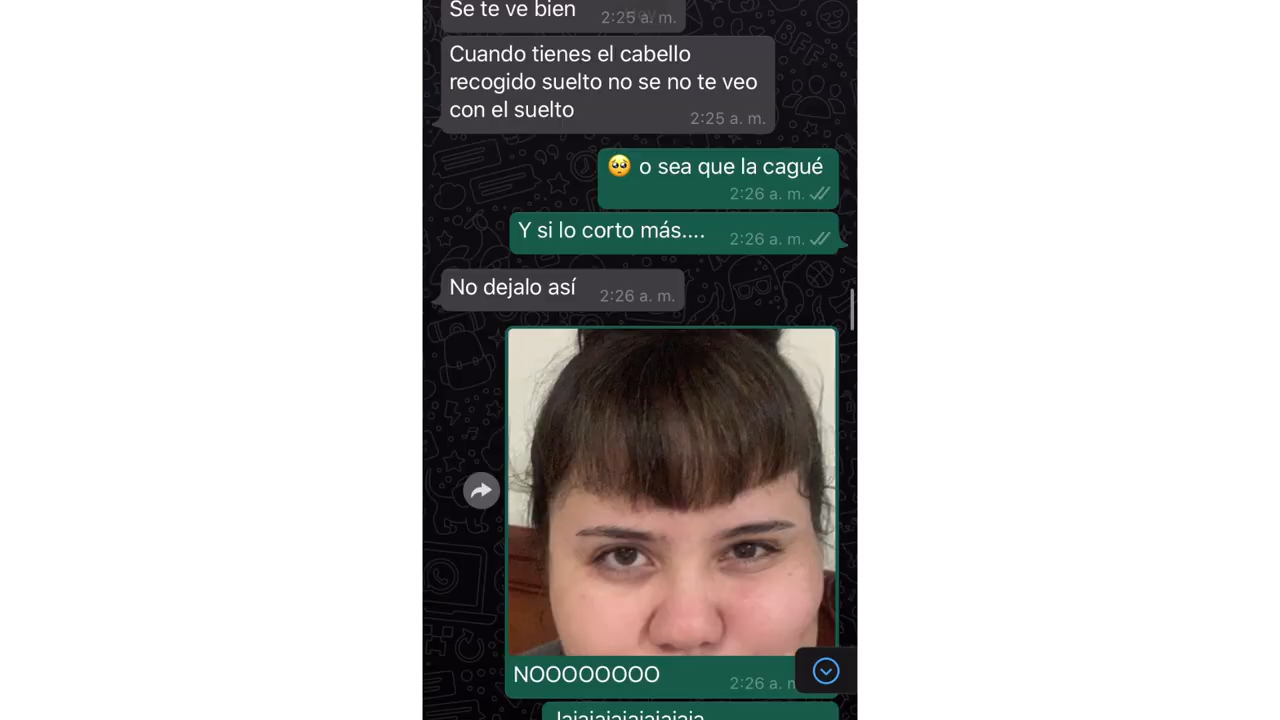 Se te ve bien
2:25 a. m.
Cuando tienes el cabello
recogido suelto no se no te veo
con el suelto
2:25 a. m.
🥺 o sea que la cagué
2:26 a. m.
Y si lo corto más....
2:26 a. m.
No dejalo así
2:26 a. m.
NOOOOOOOO
2:26 a.
Jajajajajajajaja